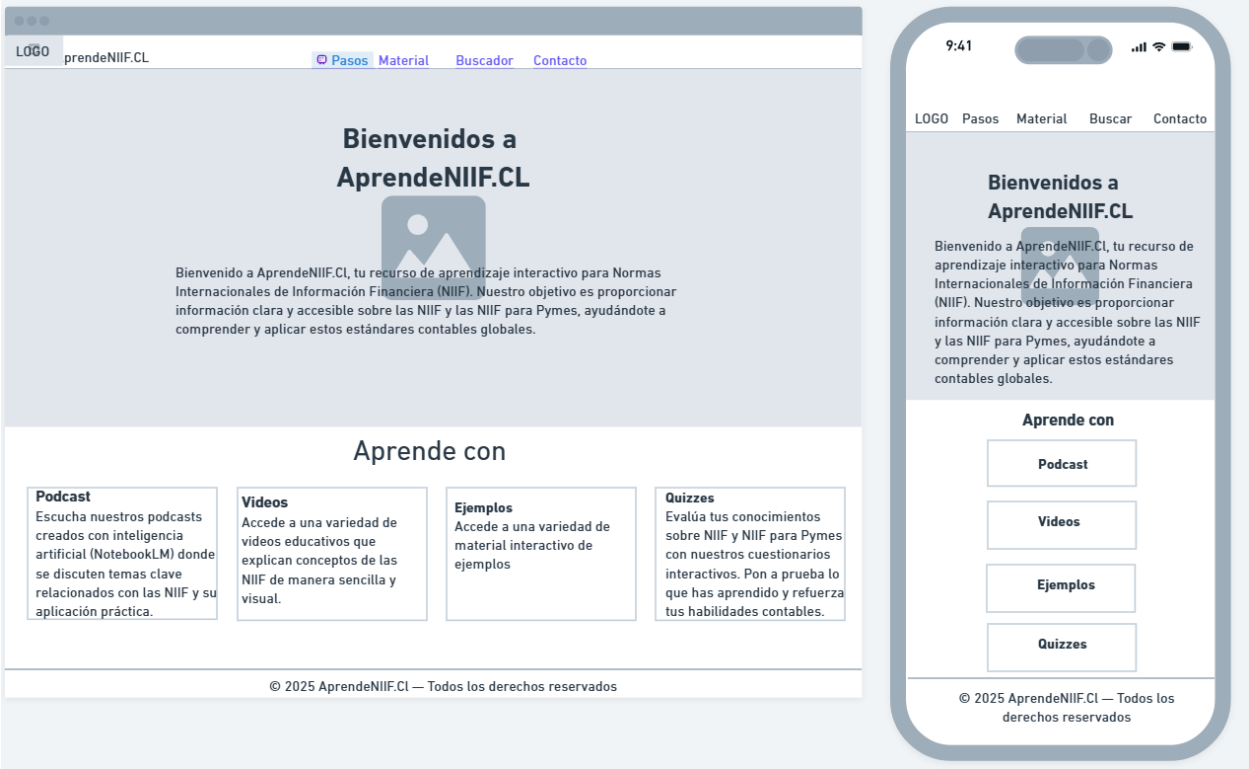 LOGO
prendeNIIF.CL
Pasos Material Buscador Contacto
Bienvenidos a
AprendeNIIF.CL
Bienvenido a AprendeNIIF.Cl, tu recurso de aprendizaje interactivo para Normas
Internacionales de Información Financiera (NIIF). Nuestro objetivo es proporcionar
información clara y accesible sobre las NIIF y las NIIF para Pymes, ayudándote a
comprender y aplicar estos estándares contables globales.
Aprende con
Podcast
Escucha nuestros podcasts
creados con inteligencia
artificial (NotebookLM) donde
se discuten temas clave
relacionados con las NIIF y su
aplicación práctica.
Videos
Accede a una variedad de
videos educativos que
explican conceptos de las
NIIF de manera sencilla y
visual.
Ejemplos
Accede a una variedad de
material interactivo de
ejemplos
Quizzes
Evalúa tus conocimientos
sobre NIIF y NIIF para Pymes
con nuestros cuestionarios
interactivos. Pon a prueba lo
que has aprendido y refuerza
tus habilidades contables.
© 2025 AprendeNIIF.Cl — Todos los derechos reservados
9:41
LOGO Pasos Material Buscar Contacto
Bienvenidos a
AprendeNIIF.CL
Bienvenido a AprendeNIIF.Cl, tu recurso de
aprendizaje interactivo para Normas
Internacionales de Información Financiera
(NIIF). Nuestro objetivo es proporcionar
información clara y accesible sobre las NIIF
y las NIIF para Pymes, ayudándote a
comprender y aplicar estos estándares
contables globales.
Aprende con
Podcast
Videos
Ejemplos
Quizzes
© 2025 AprendeNIIF.Cl — Todos los
derechos reservados